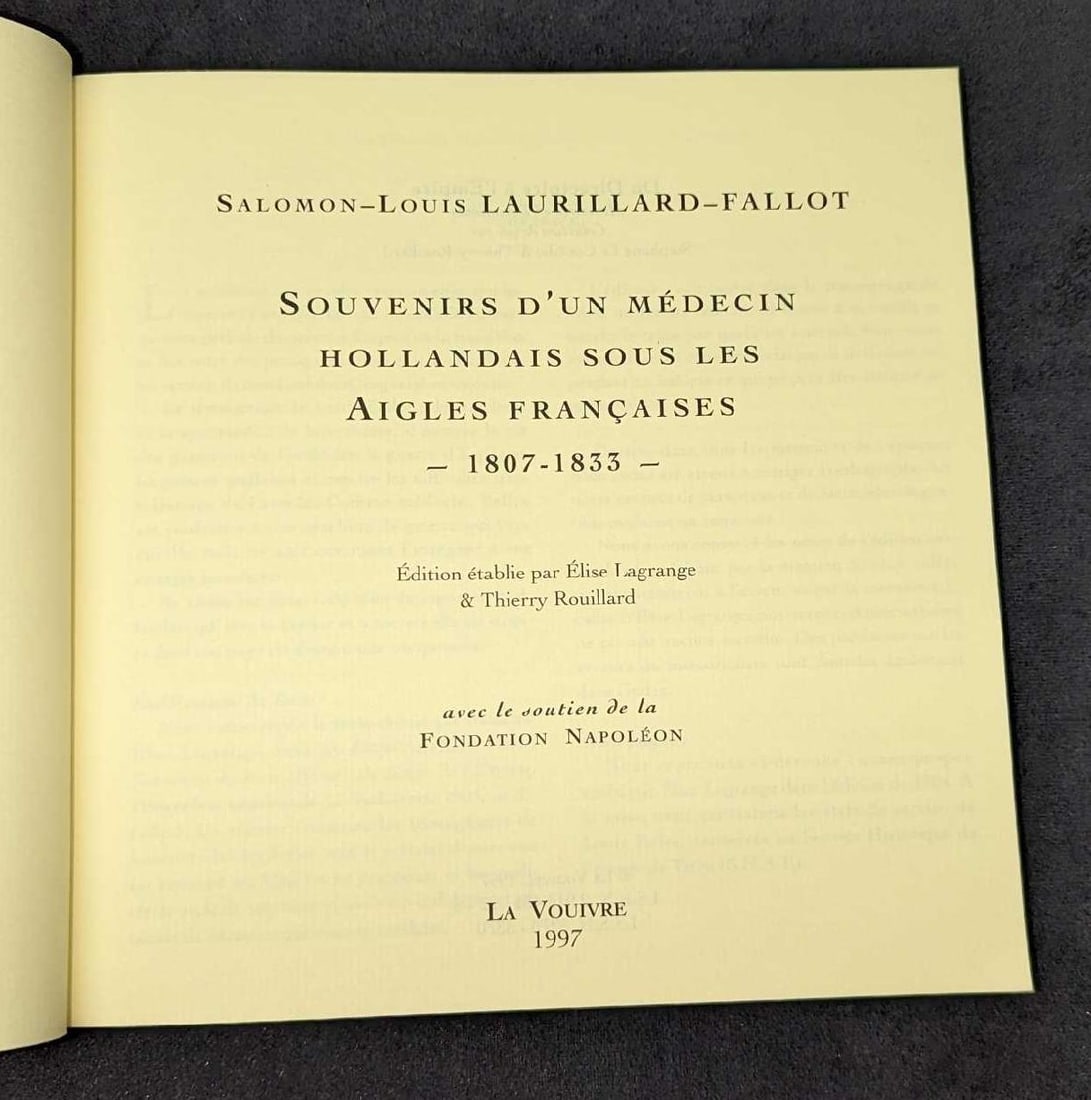 SALOMON–LOUIS LAURILLARD–FALLOT
SOUVENIRS D'UN MÉDECIN
HOLLANDAIS SOUS LES
AIGLES FRANÇAISES
— 1807-1833 —
Édition établie par Élise Lagrange
& Thierry Rouillard
avec le soutien de la
FONDATION NAPOLÉON
LA VOUIVRE
1997